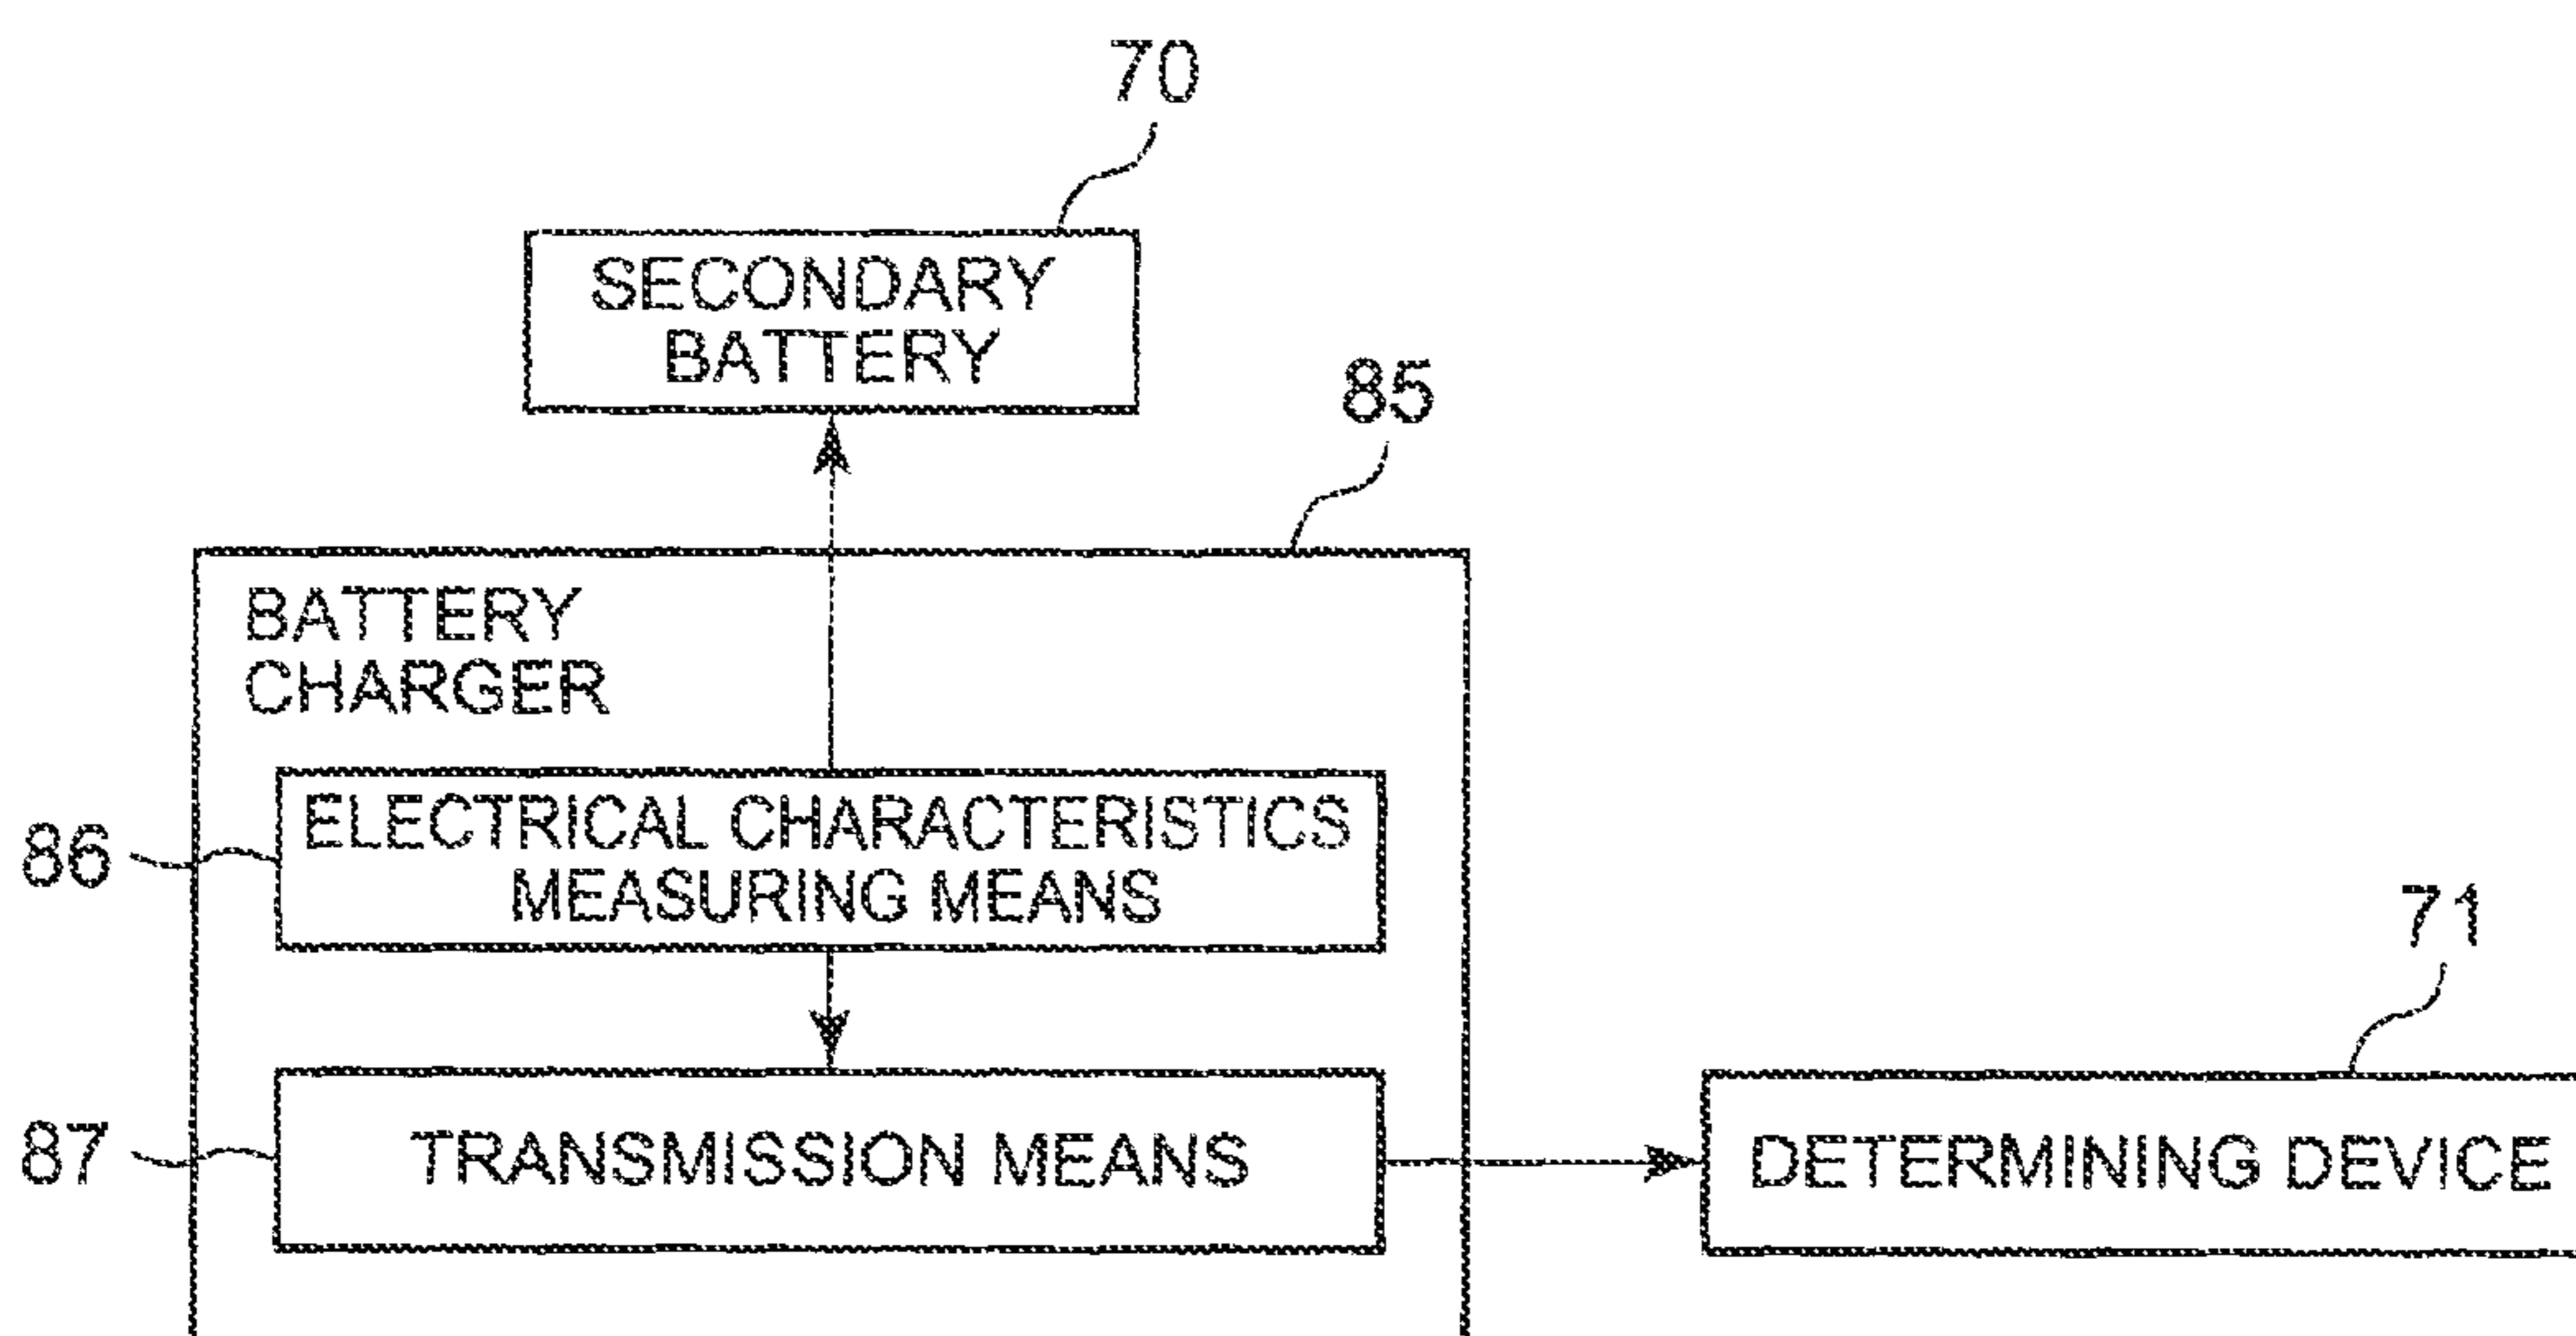 70
SECONDARY
BATTERY
85
BATTERY
CHARGER
86
ELECTRICAL CHARACTERISTICS
MEASURING MEANS
71
87
TRANSMISSION MEANS
DETERMINING DEVICE